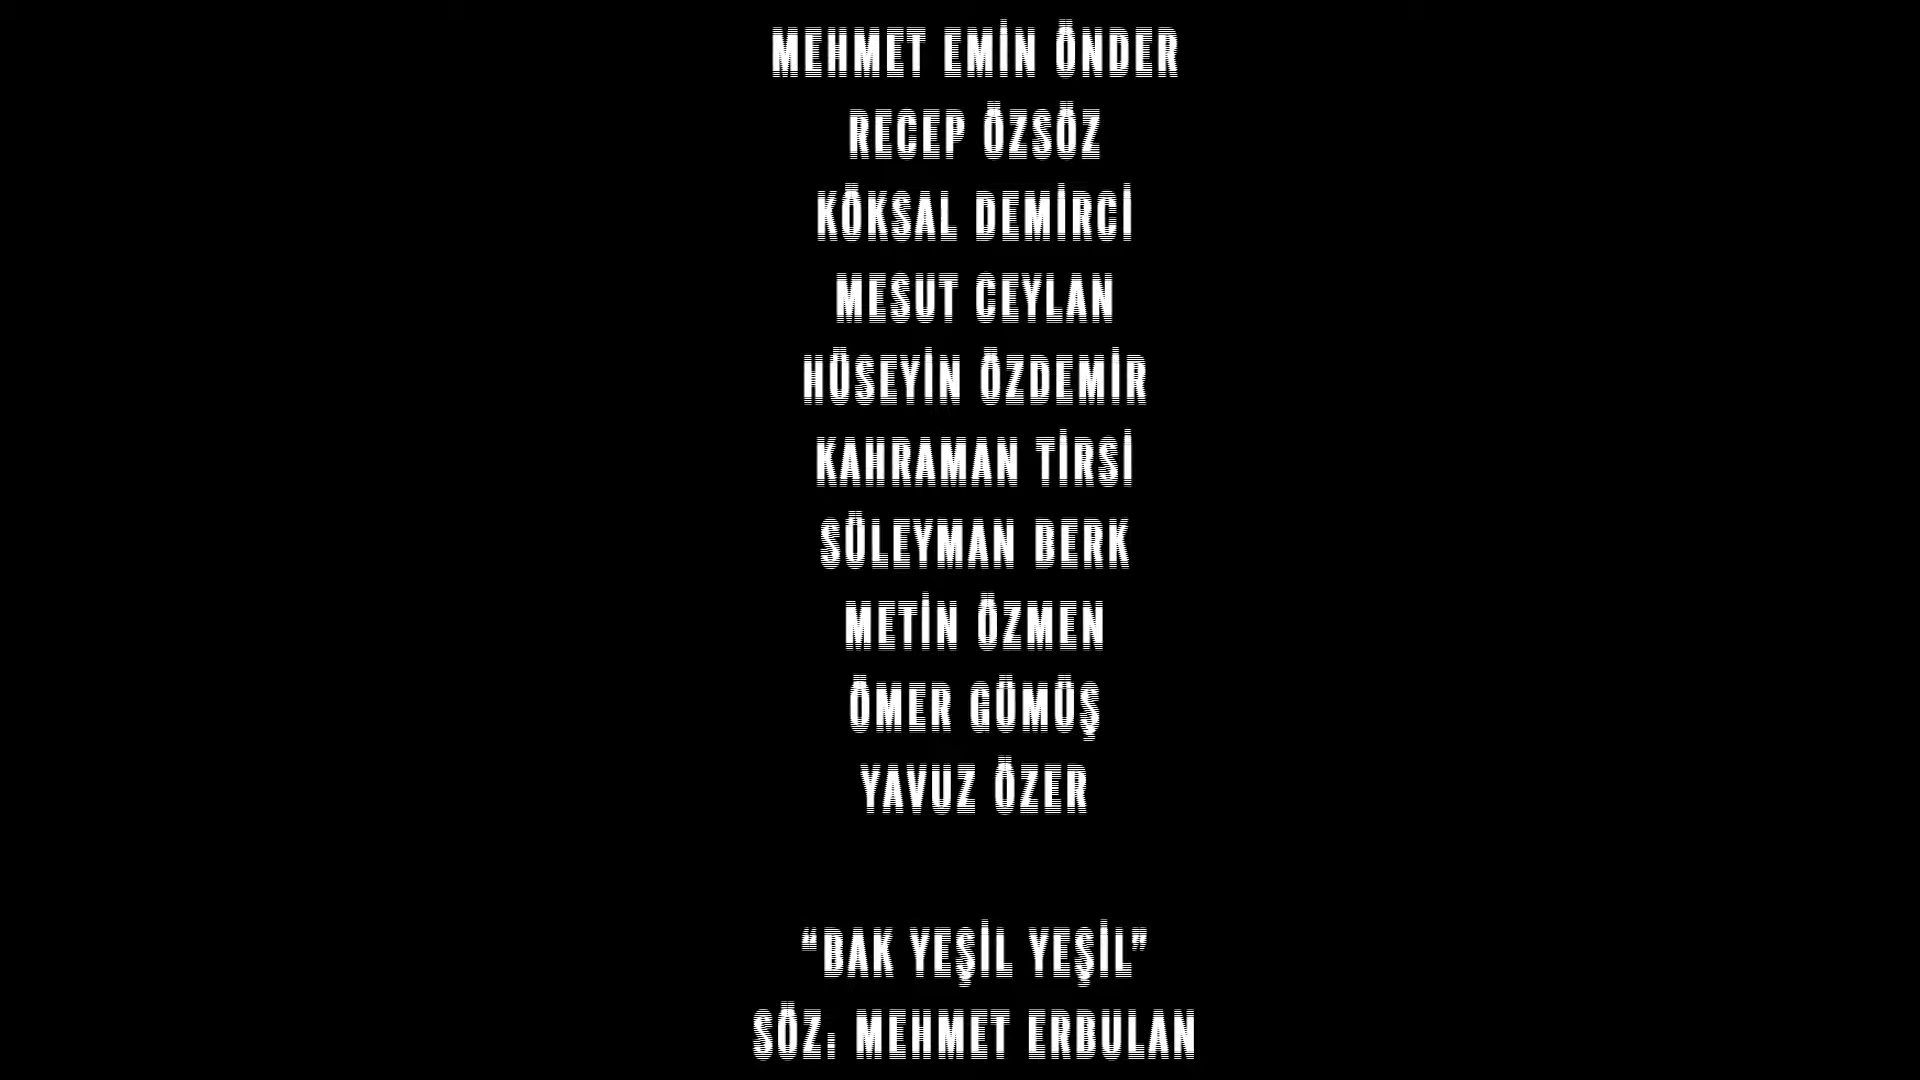 MEHMET EMİN ÖNDER
RECEP ÖZSÖZ
KÖKSAL DEMİRCİ
MESUT CEYLAN
HÜSEYİN ÖZDEMİR
KAHRAMAN TİRSİ
SÜLEYMAN BERK
METİN ÖZMEN
ÖMER GÜMÜŞ
YAVUZ ÖZER
“BAK YEŞİL YEŞİL”
SÖZ: MEHMET ERBULAN